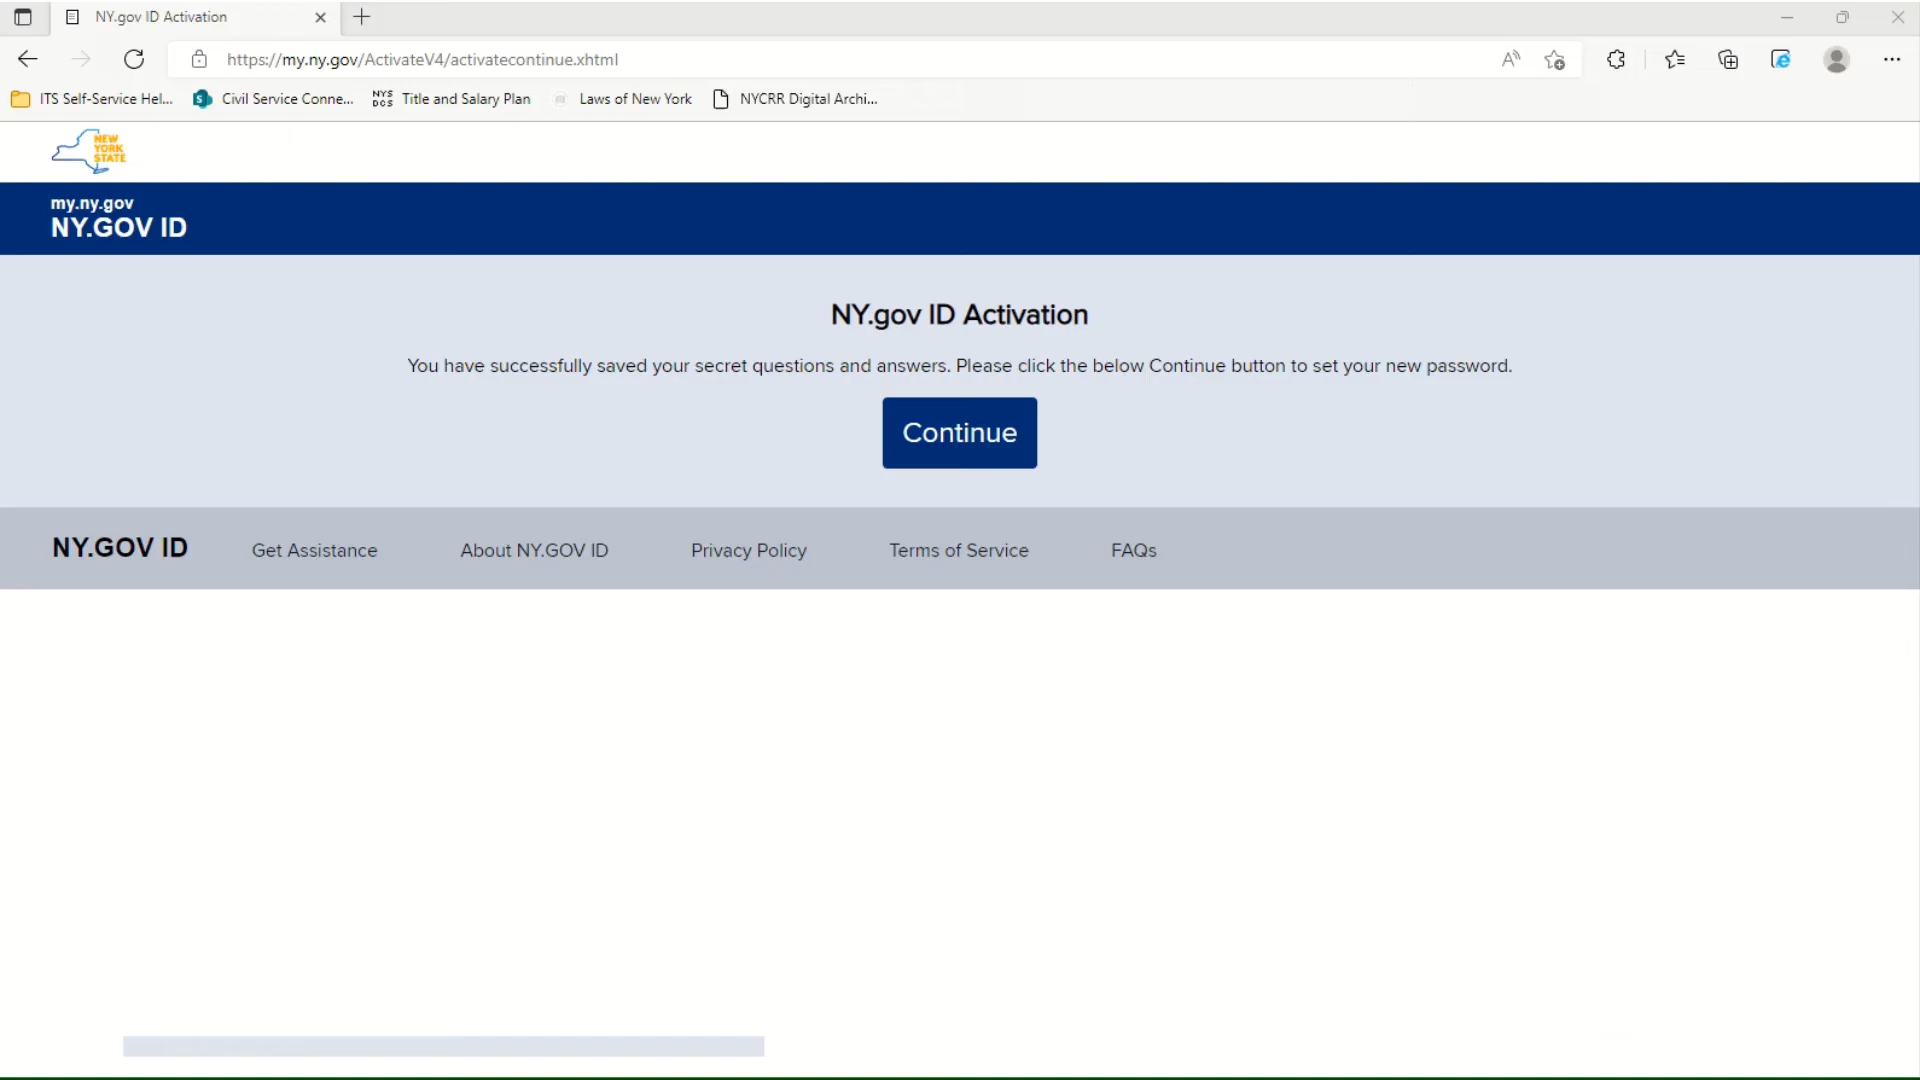 NY.gov ID Activation
https://my.ny.gov/ActivateV4/activatecontinue.xhtml
ITS Self-Service Hel...
Civil Service Conne...
NYS DCS
Title and Salary Plan
Laws of New York
NYCRR Digital Archi...
NEW
YORK
STATE
my.ny.gov
NY.GOV ID
NY.gov ID Activation
You have successfully saved your secret questions and answers. Please click the below Continue button to set your new password.
Continue
NY.GOV ID
Get Assistance
About NY.GOV ID
Privacy Policy
Terms of Service
FAQs